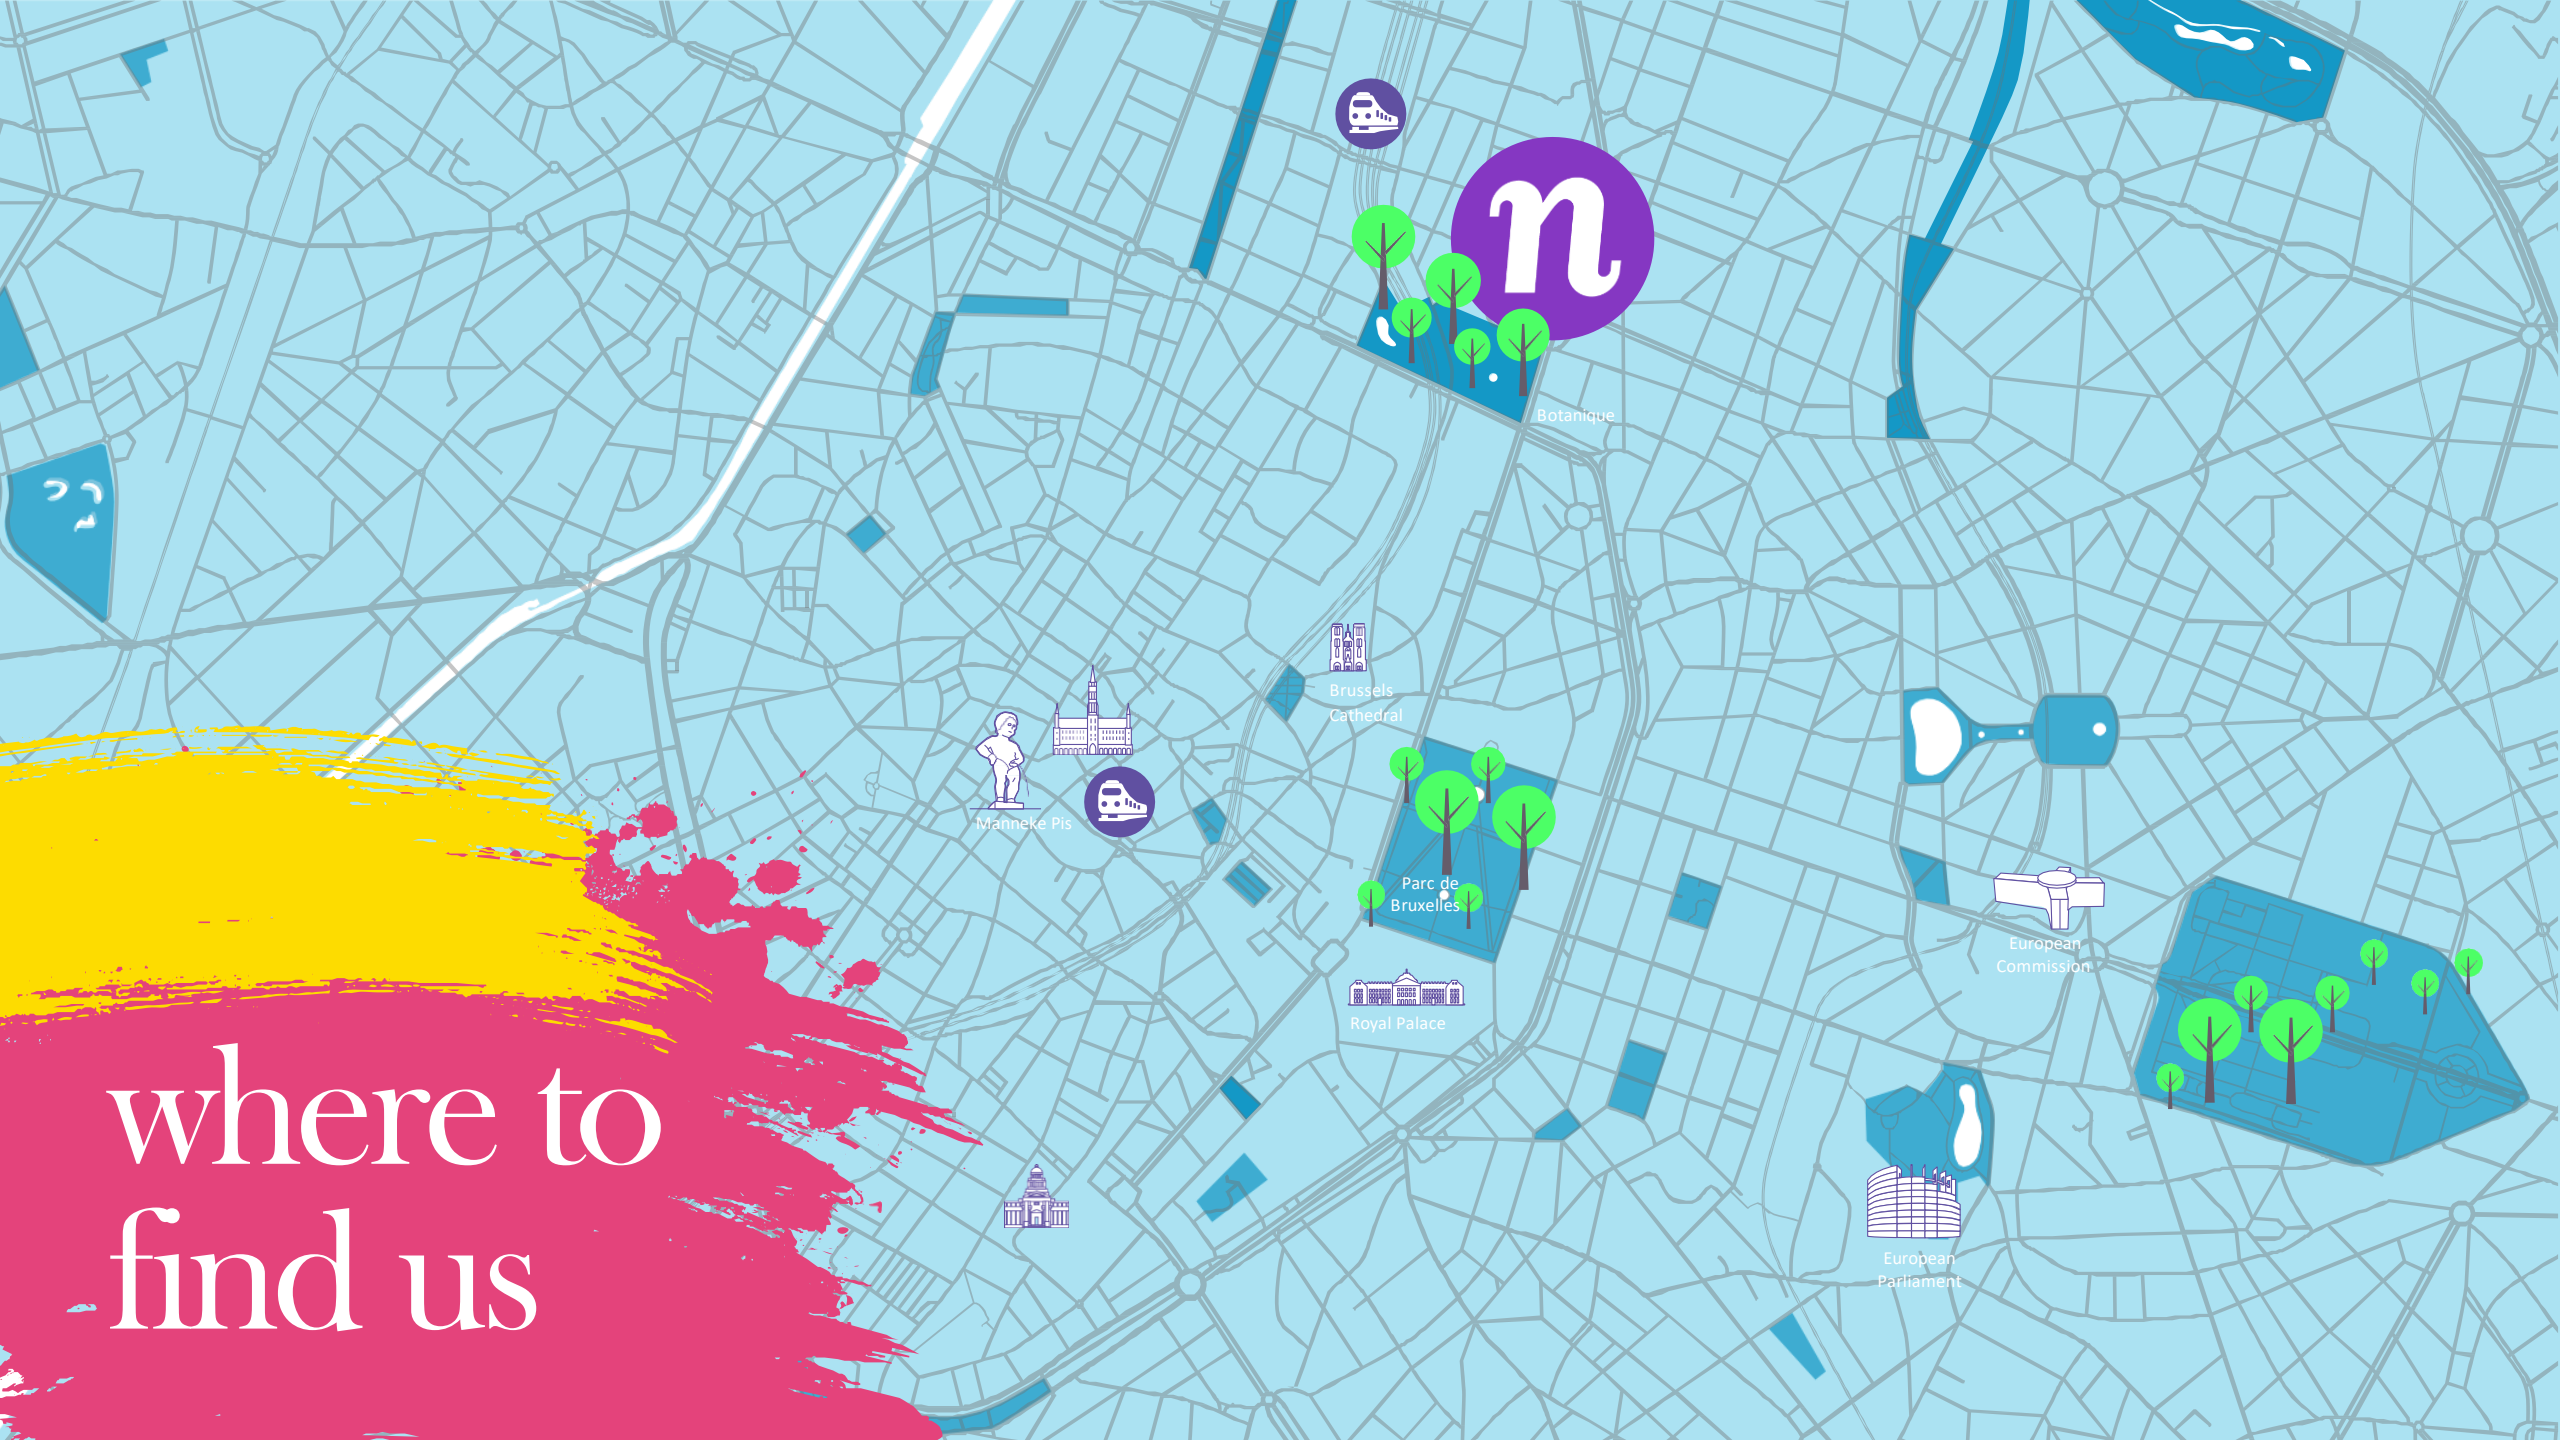 n
Botanique
Brussels
Cathedral
Manneke Pis
Parc de
Bruxelles
European
Commission
Royal Palace
where to
find us
European
Parliament